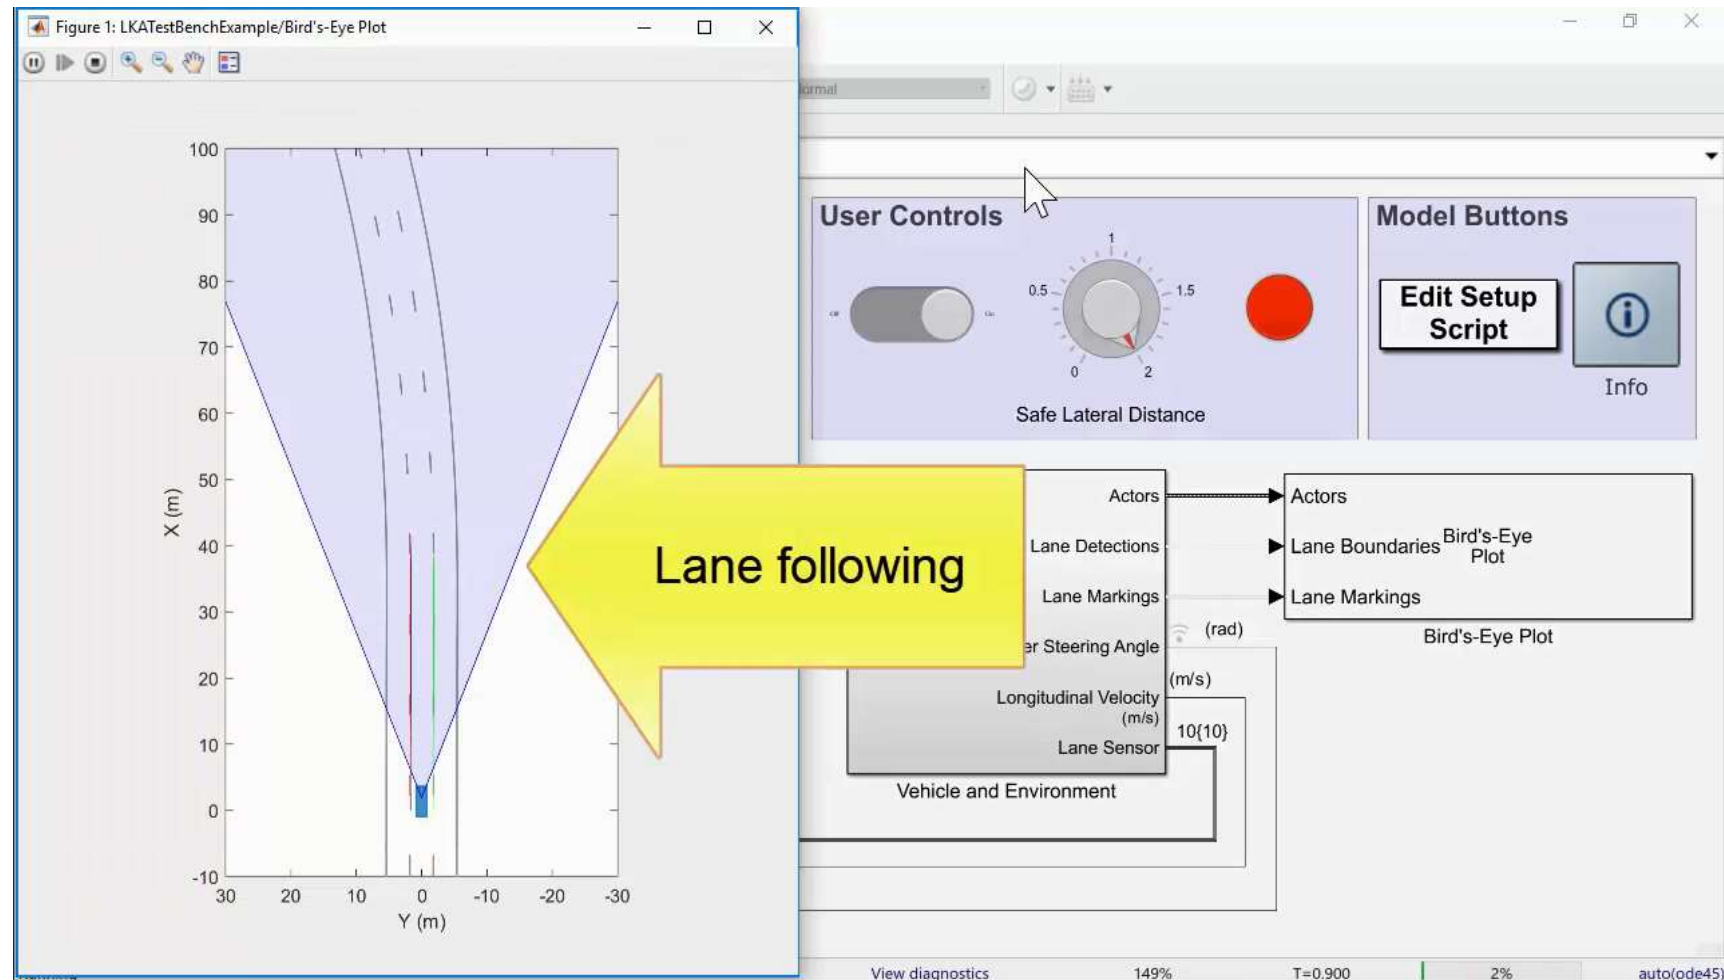 Figure 1: LKATestBenchExample/Bird's-Eye Plot
100
90
80
70
60
50
40
30
20
10
0
-10
30 20 10 0 -10 -20 -30
X (m)
Y (m)
Lane following
User Controls
Off
On
0
0.5
1
1.5
2
Safe Lateral Distance
Model Buttons
Edit Setup
Script
Info
Actors
Lane Detections
Lane Markings
er Steering Angle
Longitudinal Velocity
(m/s)
Lane Sensor
Vehicle and Environment
(rad)
(m/s)
10{10}
Actors
Lane Boundaries
Lane Markings
Bird's-Eye
Plot
Bird's-Eye Plot
View diagnostics 149% T=0.900 2% auto(ode45)